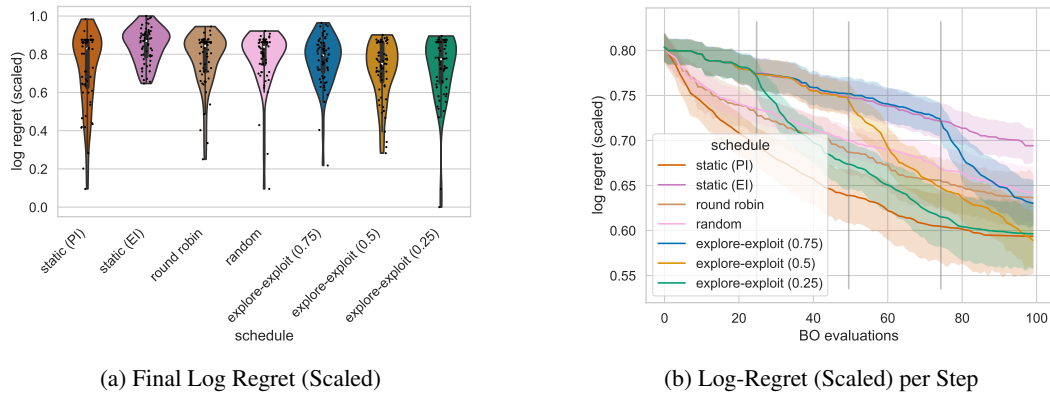 1.0
0.8
0.6
0.4
0.2
0.0
log regret (scaled)
static (PI)
static (EI)
round robin
random
explore-exploit (0.75)
explore-exploit (0.5)
explore-exploit (0.25)
schedule
(a) Final Log Regret (Scaled)
0.80
0.75
0.70
0.65
0.60
0.55
log regret (scaled)
schedule
static (PI)
static (EI)
round robin
random
explore-exploit (0.75)
explore-exploit (0.5)
explore-exploit (0.25)
0 20 40 60 80 100
BO evaluations
(b) Log-Regret (Scaled) per Step